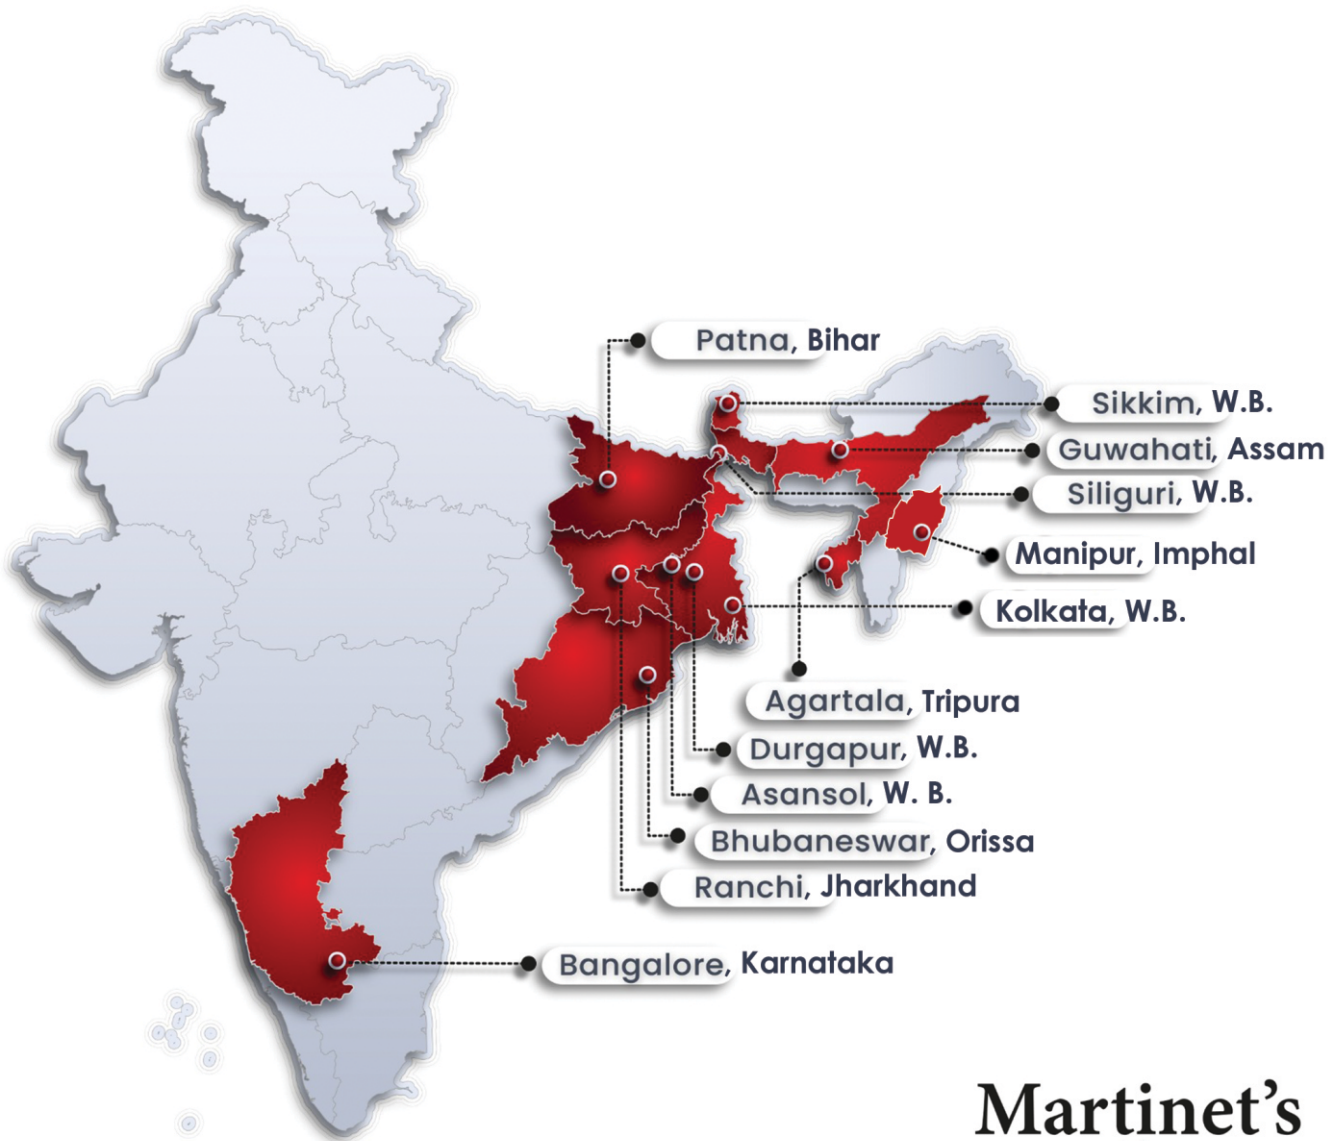 Patna, Bihar
Sikkim, W.B.
Guwahati, Assam
Siliguri, W.B.
Manipur, Imphal
Kolkata, W.B.
Agartala, Tripura
Durgapur, W.B.
Asansol, W. B.
Bhubaneswar, Orissa
Ranchi, Jharkhand
Bangalore, Karnataka
Martinet's